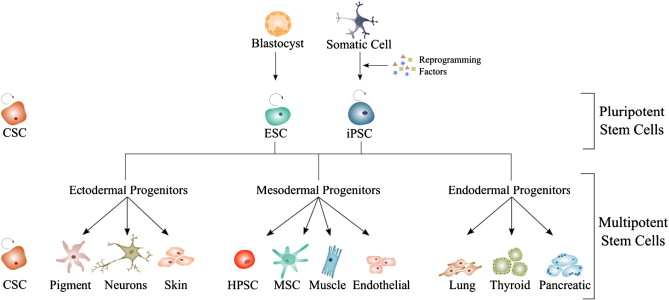 Blastocyst
Somatic Cell
Reprogramming
Factors
CSC
ESC
iPSC
Pluripotent
Stem Cells
Ectodermal Progenitors
Mesodermal Progenitors
Endodermal Progenitors
Multipotent
Stem Cells
CSC
Pigment
Neurons
Skin
HPSC
MSC
Muscle
Endothelial
Lung
Thyroid
Pancreatic